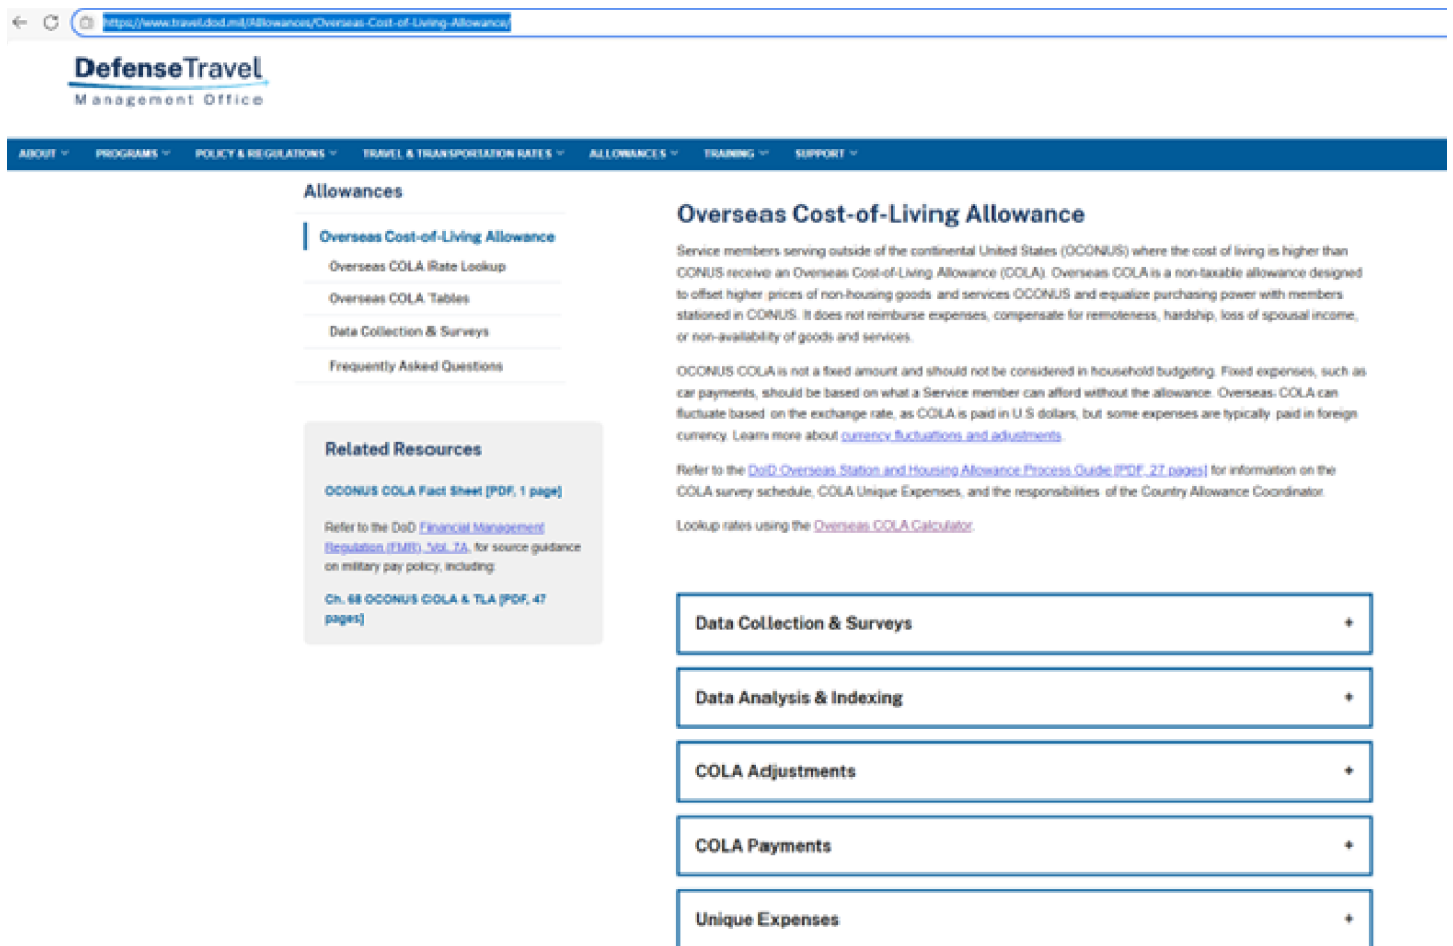 https://www.travel.dod.mil/Allowances/Overseas-Cost-of-Living-Allowance/
DefenseTravel
Management Office
ABOUT
PROGRAMS
POLICY & REGULATIONS
TRAVEL & TRANSPORTATION RATES
ALLOWANCES
TRAINING
SUPPORT
Allowances
Overseas Cost-of-Living Allowance
Overseas COLA Rate Lookup
Overseas COLA Tables
Data Collection & Surveys
Frequently Asked Questions
Related Resources
OCONUS COLA Fact Sheet [PDF, 1 page]
Refer to the DoD Financial Management
Regulation (FMR), Vol. 7A, for source guidance
on military pay policy, including:
Ch. 68 OCONUS COLA & TLA [PDF, 47
pages]
Overseas Cost-of-Living Allowance
Service members serving outside of the continental United States (OCONUS) where the cost of living is higher than
CONUS receive an Overseas Cost-of-Living Allowance (COLA). Overseas COLA is a non-taxable allowance designed
to offset higher prices of non-housing goods and services OCONUS and equalize purchasing power with members
stationed in CONUS. It does not reimburse expenses, compensate for remoteness, hardship, loss of spousal income,
or non-availability of goods and services.
OCONUS COLA is not a fixed amount and should not be considered in household budgeting. Fixed expenses, such as
car payments, should be based on what a Service member can afford without the allowance. Overseas COLA can
fluctuate based on the exchange rate, as COLA is paid in U.S dollars, but some expenses are typically paid in foreign
currency. Learn more about currency fluctuations and adjustments.
Refer to the DoD Overseas Station and Housing Allowance Process Guide [PDF, 27 pages] for information on the
COLA survey schedule, COLA Unique Expenses, and the responsibilities of the Country Allowance Coordinator.
Lookup rates using the Overseas COLA Calculator.
Data Collection & Surveys +
Data Analysis & Indexing +
COLA Adjustments +
COLA Payments +
Unique Expenses +